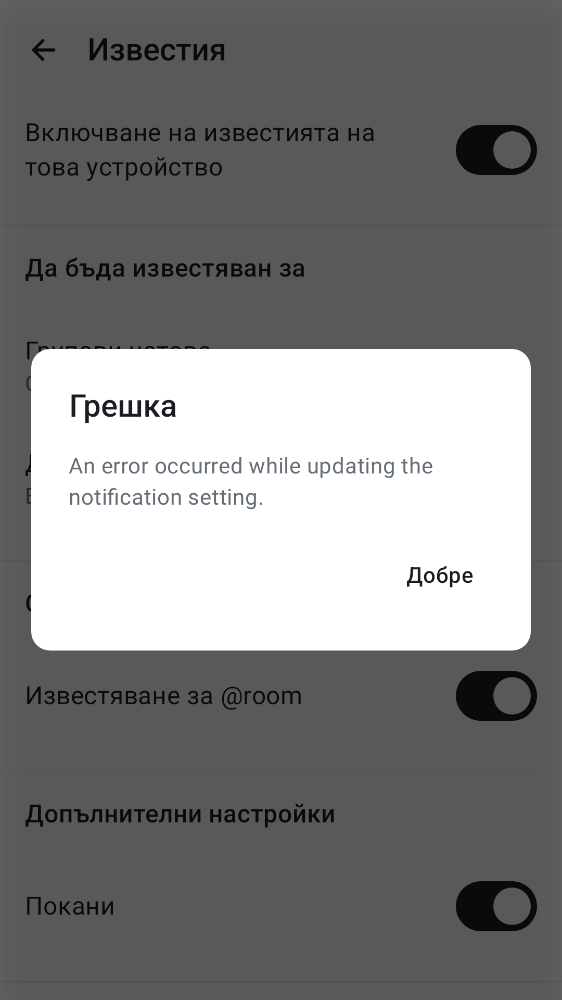 Известия
Включване на известията на
това устройство
Да бъда известяван за
Грешка
An error occurred while updating the
notification setting.
Добре
Известяване за @room
Допълнителни настройки
Покани